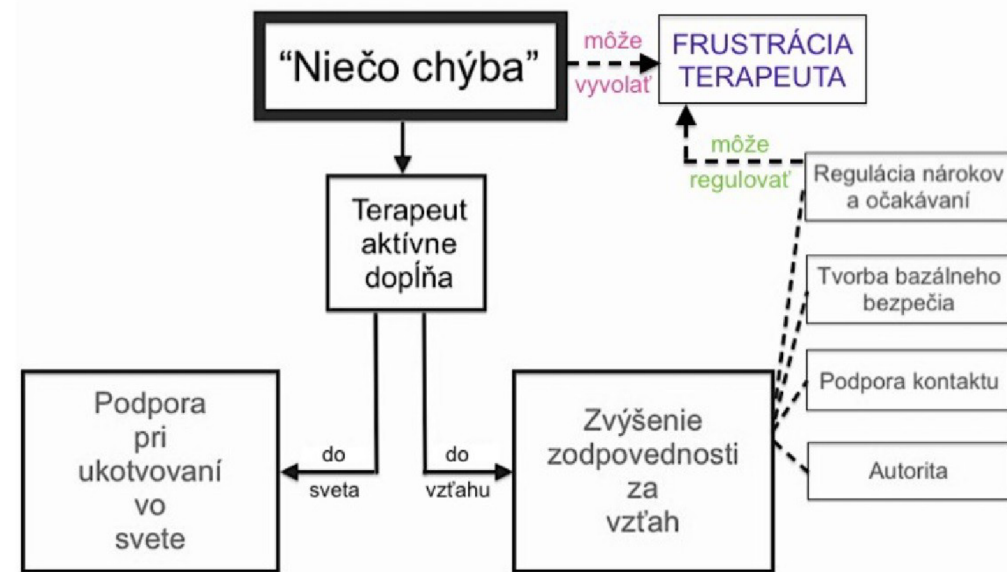 “Niečo chýba”
môže
vyvolať
FRUSTRÁCIA
TERAPEUTA
môže
regulovať
Regulácia nárokov
a očakávaní
Terapeut
aktívne
dopĺňa
Tvorba bazálneho
bezpečia
Podpora kontaktu
Autorita
Podpora
pri
ukotvovaní
vo
svete
do
sveta
do
vzťahu
Zvýšenie
zodpovednosti
za
vzťah